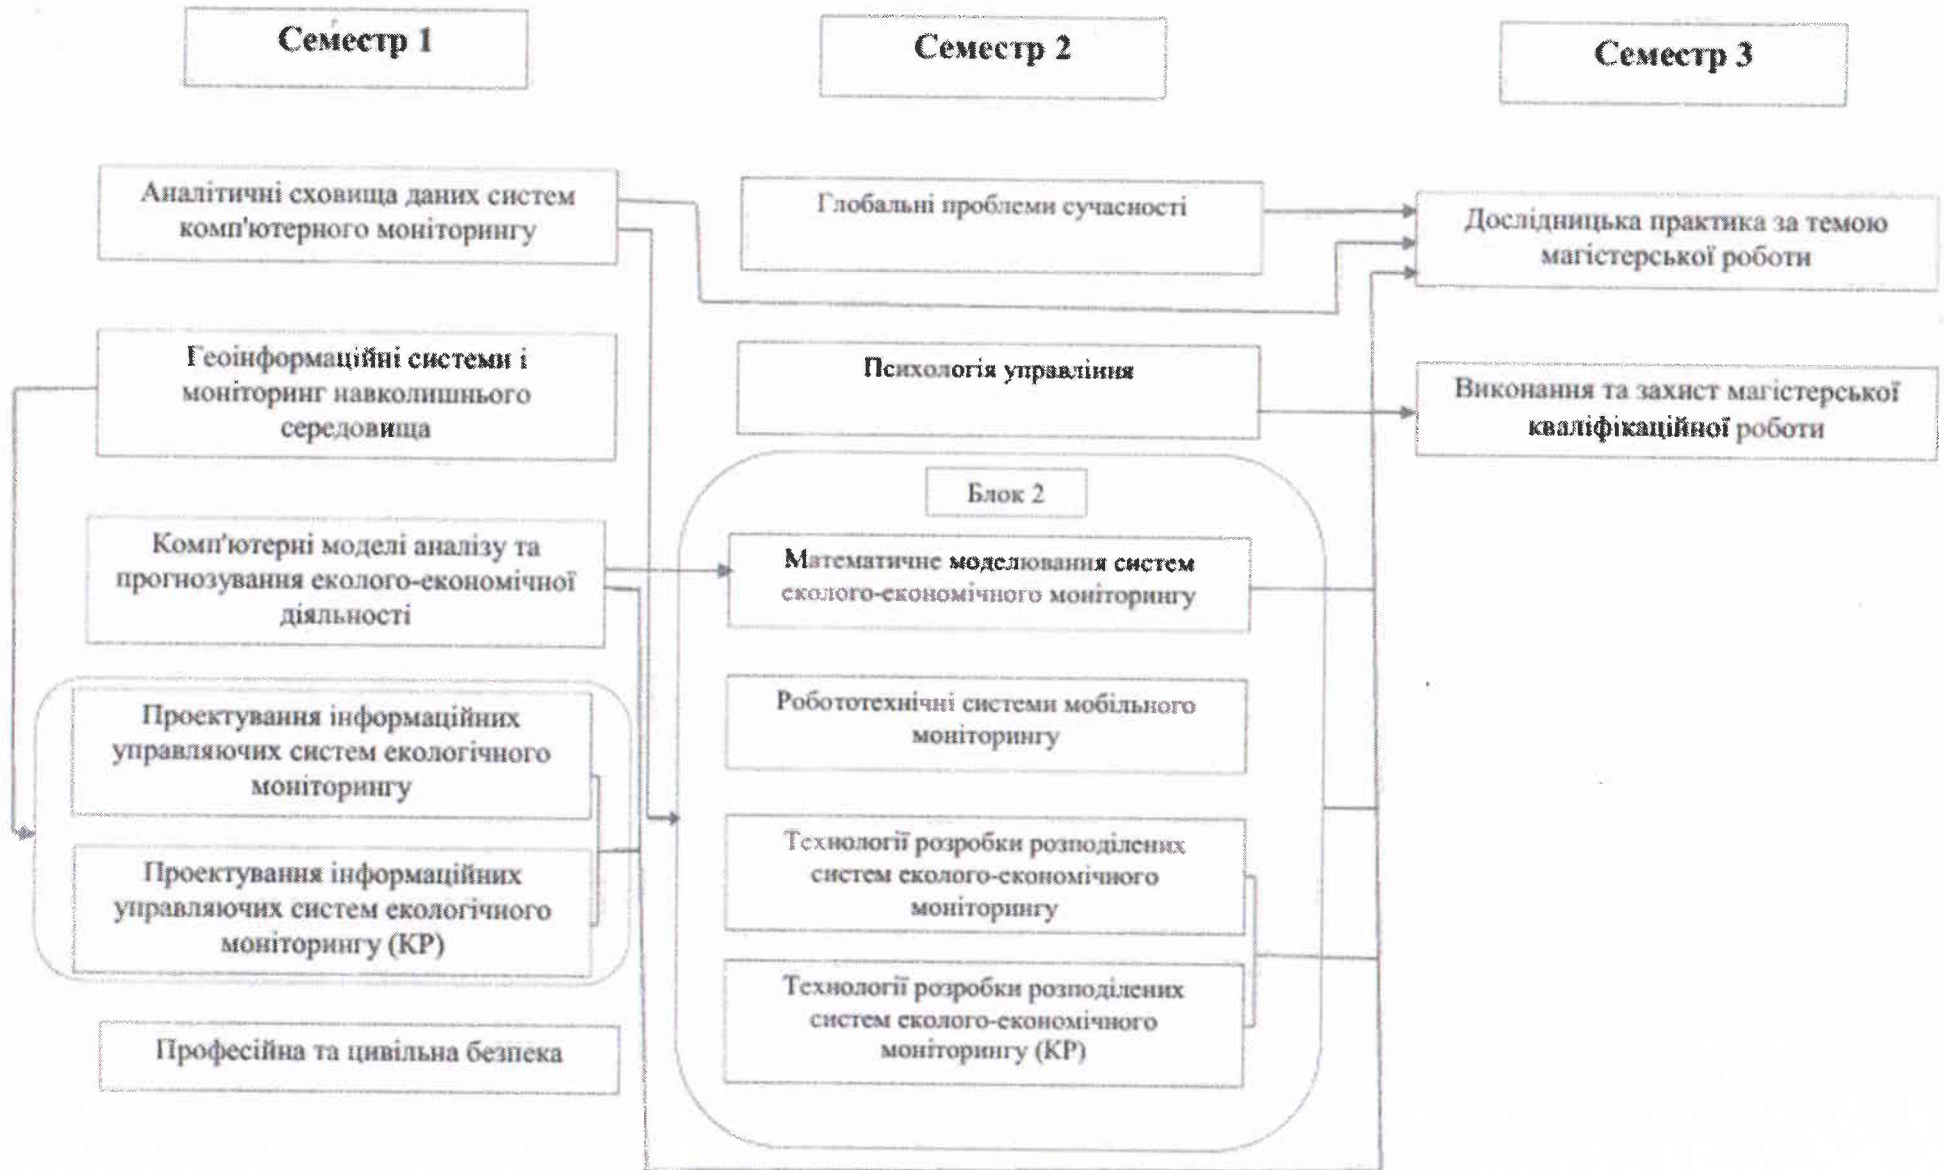 Семестр 1
Семестр 2
Семестр 3
Аналітичні сховища даних систем
комп'ютерного моніторингу
Глобальні проблеми сучасності
Дослідницька практика за темою
магістерської роботи
Геоінформаційні системи і
моніторинг навколишнього
середовища
Психологія управління
Виконання та захист магістерської
кваліфікаційної роботи
Блок 2
Комп'ютерні моделі аналізу та
прогнозування еколого-економічної
діяльності
Математичне моделювання систем
еколого-економічного моніторингу
Проектування інформаційних
управляючих систем екологічного
моніторингу
Робототехнічні системи мобільного
моніторингу
Проектування інформаційних
управляючих систем екологічного
моніторингу (КР)
Технології розробки розподілених
систем еколого-економічного
моніторингу
Технології розробки розподілених
систем еколого-економічного
моніторингу (КР)
Професійна та цивільна безпека